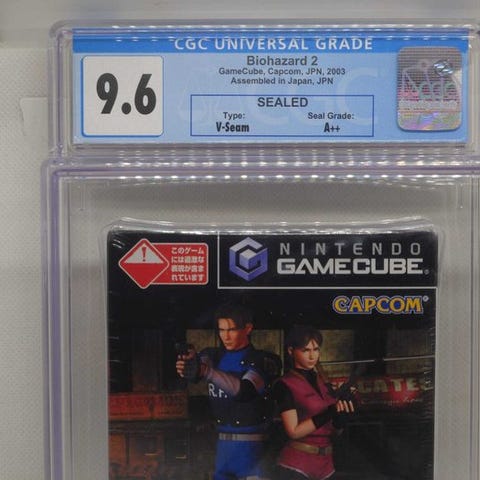 CGC UNIVERSAL GRADE
9.6
Biohazard 2
GameCube, Capcom, JPN, 2003
Assembled in Japan, JPN
SEALED
Type:
V-Seam
Seal Grade:
A++
このゲーム
には過激な
表現が含ま
れています
NINTENDO
GAMECUBE
CAPCOM
R.P.